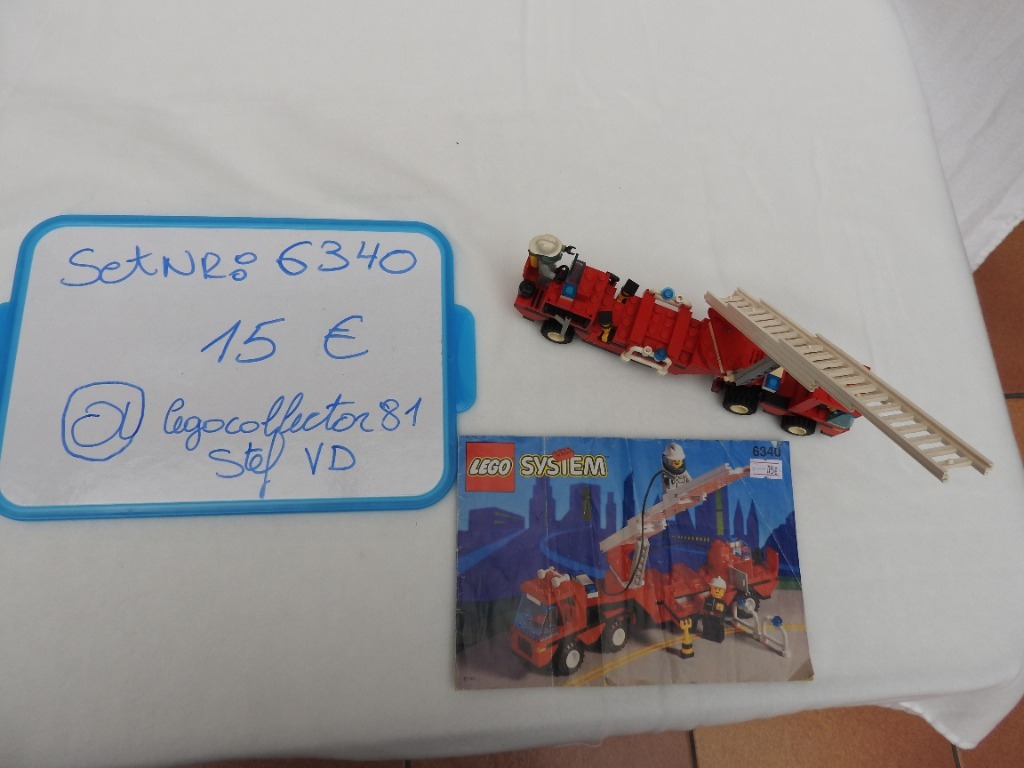 SetNR: 6340
15 €
@ legocollector81
Stef VD
LEGO SYSTEM
6340